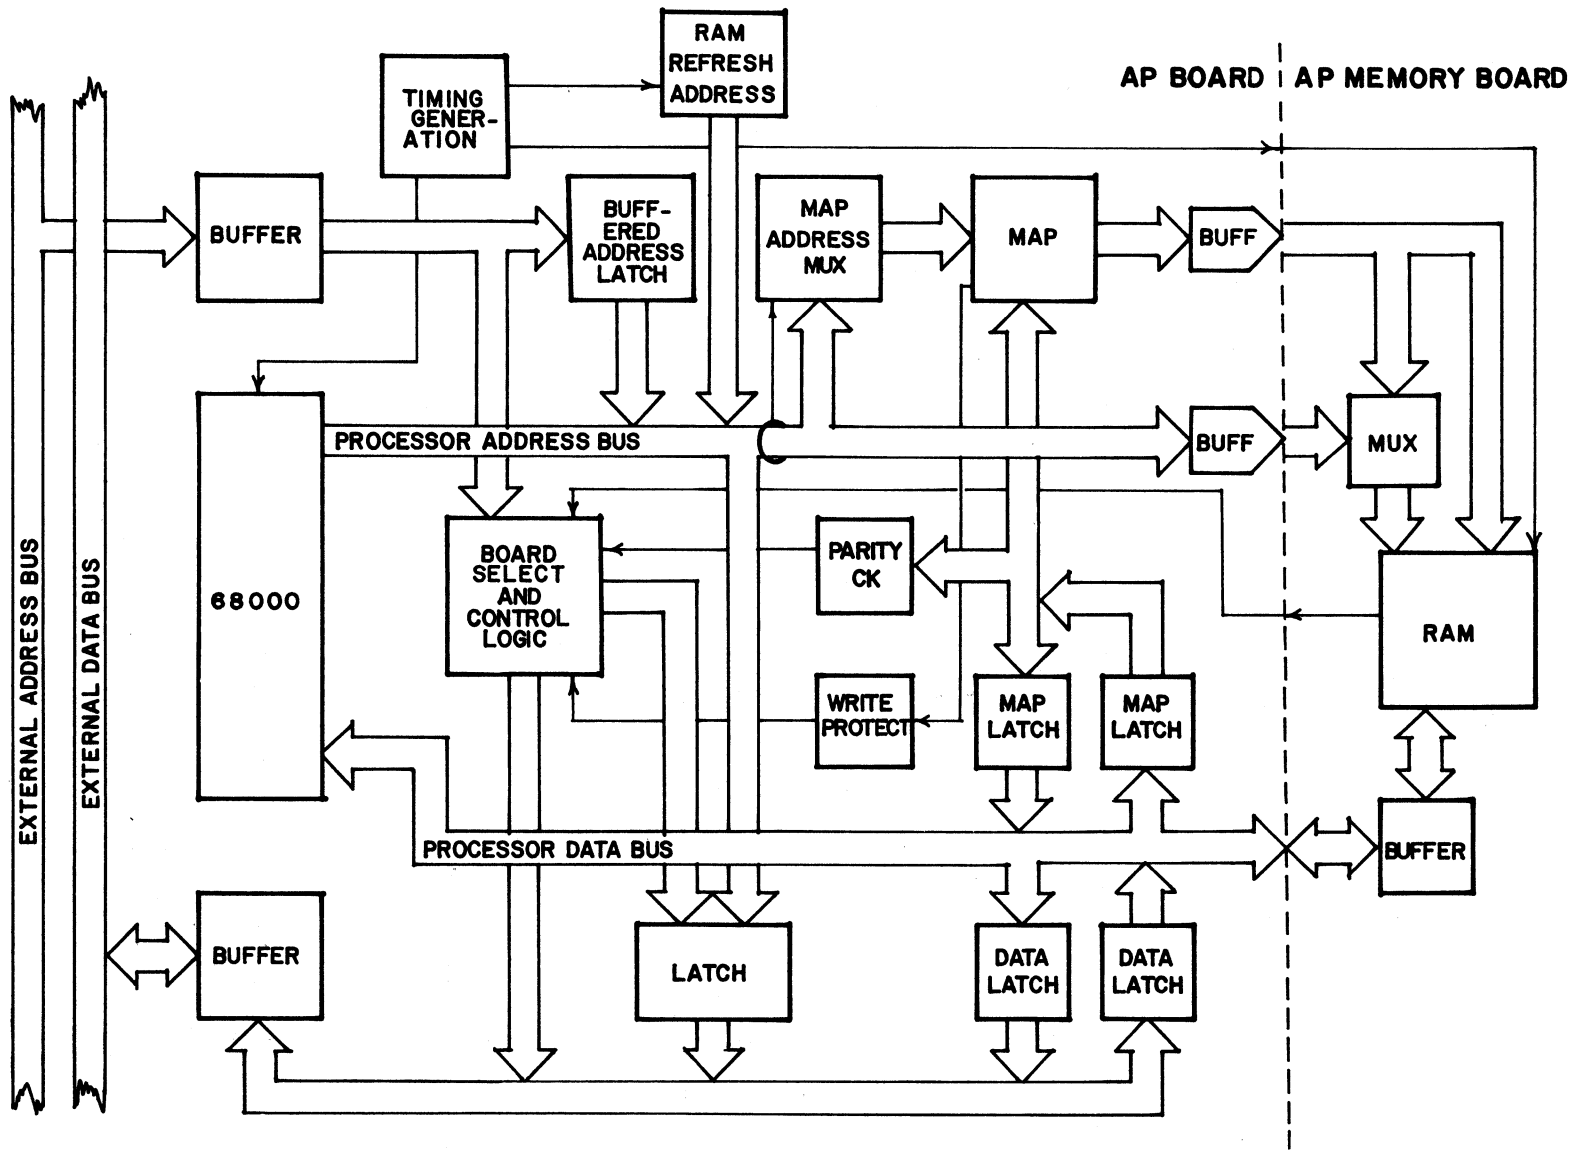 RAM
REFRESH
ADDRESS
AP BOARD
AP MEMORY BOARD
TIMING
GENER-
ATION
BUFFER
BUFF-
ERED
ADDRESS
LATCH
MAP
ADDRESS
MUX
MAP
BUFF
PROCESSOR ADDRESS BUS
BUFF
MUX
EXTERNAL ADDRESS BUS
EXTERNAL DATA BUS
68000
BOARD
SELECT
AND
CONTROL
LOGIC
PARITY
CK
RAM
WRITE
PROTECT
MAP
LATCH
MAP
LATCH
PROCESSOR DATA BUS
BUFFER
BUFFER
LATCH
DATA
LATCH
DATA
LATCH